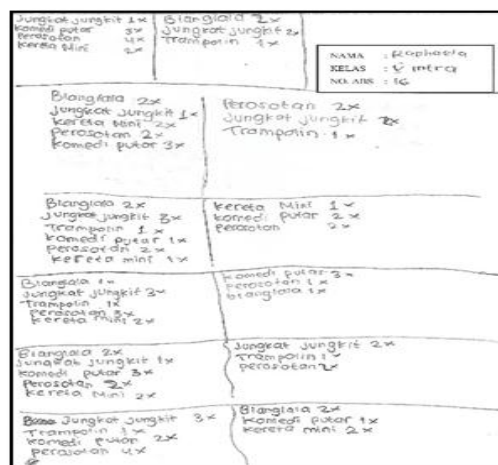 Jungkat jungkit 1x
Komedi putar 3x
Perosotan 4x
Kereta Mini 2x
Bianglala 2x
Jungkat jungkit 2x
Trampolin 1x
NAMA : Raphaela
KELAS : V intra
NO. ABS : 16
Bianglala 2x
Jungkat jungkit 1x
Kereta Mini 2x
Perosotan 2x
Komedi putar 3x
Perosotan 2x
Jungkat jungkit
Trampolin 1x
Bianglala 2x
Jungkat jungkit 3x
Trampolin 1x
Komedi putar 1x
perosotan 2x
kereta mini 1x
Kereta Mini 1x
Komedi putar 2x
perosotan 2x
Bianglala 1x
Jungkat jungkit 3x
Trampolin 1x
Perosotan 3x
Kereta mini 2x
Komedi putar 3x
perosotan 1x
bianglala 1x
Bianglala 2x
Jungkat jungkit 1x
Komedi putar 3x
Perosotan 2x
Kereta Mini 2x
Jungkat jungkit 2x
Trampolin 1x
perosotan 2x
Jungkat jungkit 3x
Trampolin 1x
Komedi putar 2x
perosotan 4x
Bianglala 2x
Komedi putar 1x
Kereta mini 2x